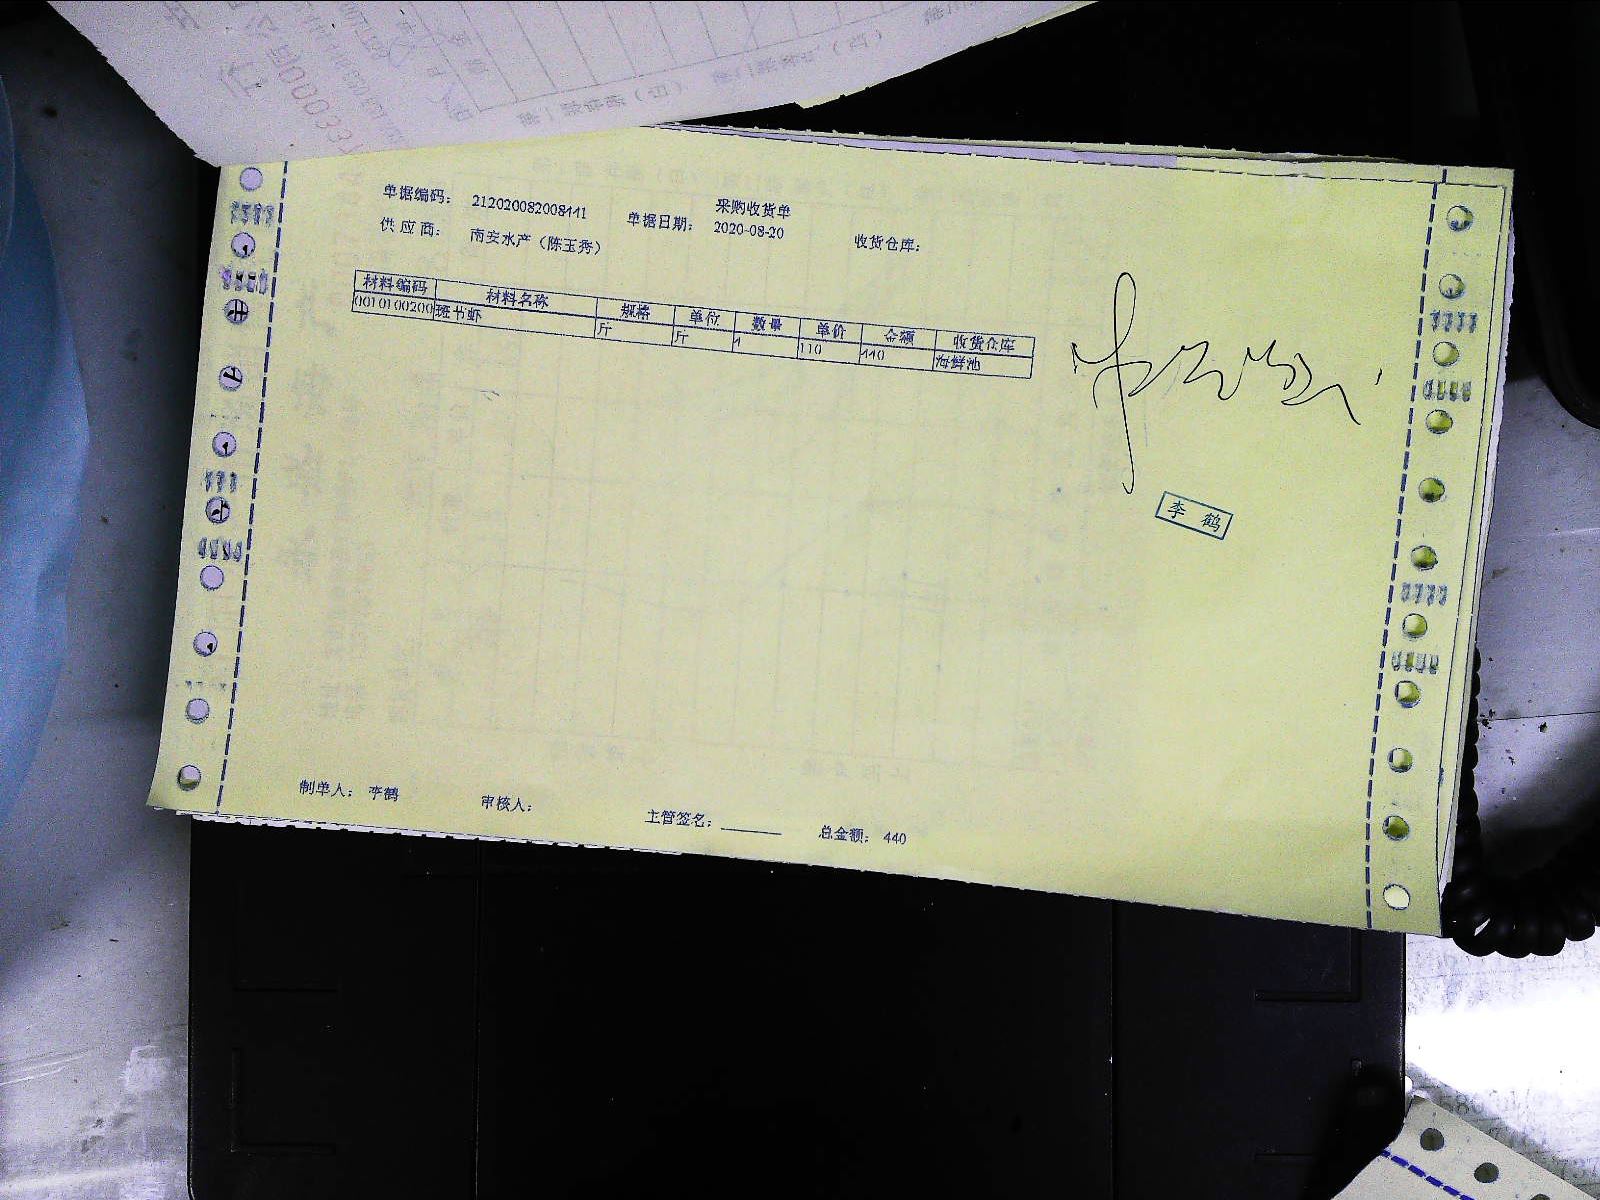 采购收货单
单据编码： 212020082008441 单据日期： 2020-08-20 收货仓库：
供应商： 南安水产（陈玉秀）
材料编码 材料名称 规格 单位 数量 单价 金额 收货仓库
0010100200 班节虾 斤 斤 4 110 440 海鲜池
李鹤
制单人： 李鹤 审核人： 主管签名： 总金额： 440